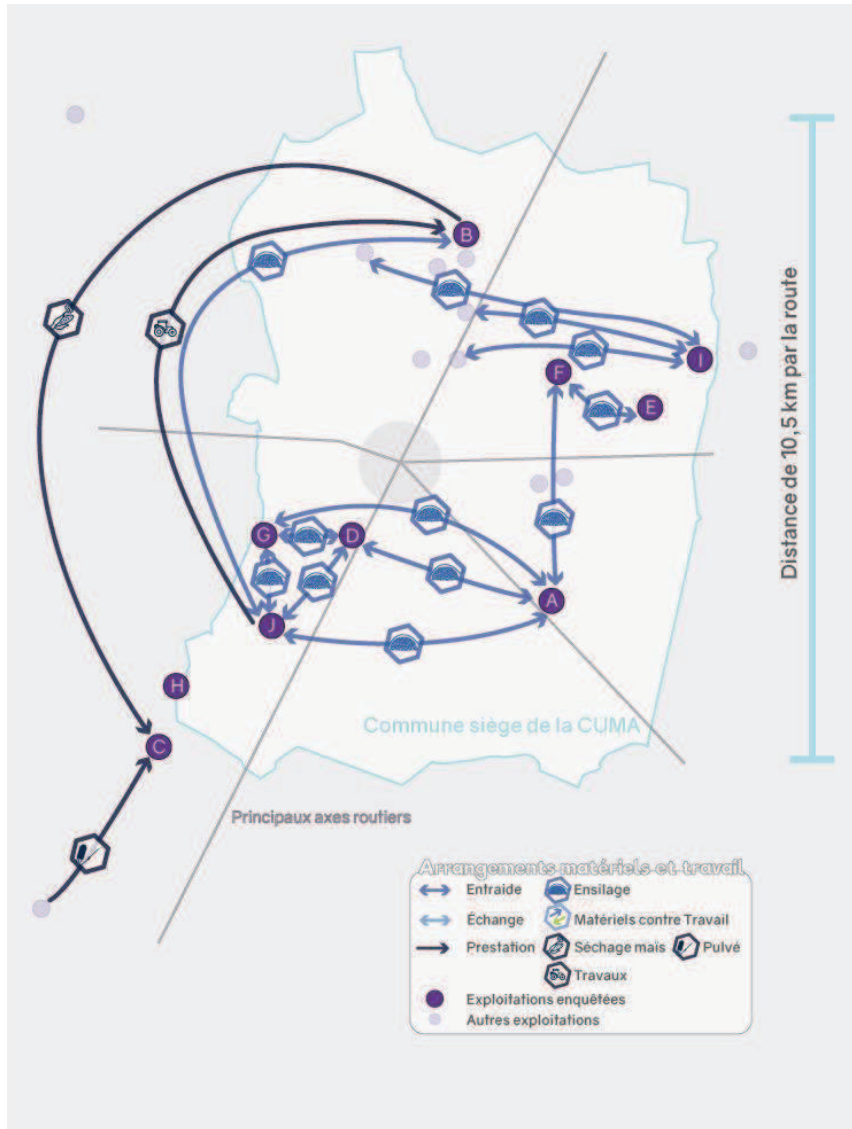 B
I
F
E
G
D
A
J
H
C
Distance de 10,5 km par la route
Commune siège de la CUMA
Principaux axes routiers
Arrangements matériels et travail
Entraide Ensilage
Échange Matériels contre Travail
Prestation Séchage maïs Pulvé
Travaux
Exploitations enquêtées
Autres exploitations